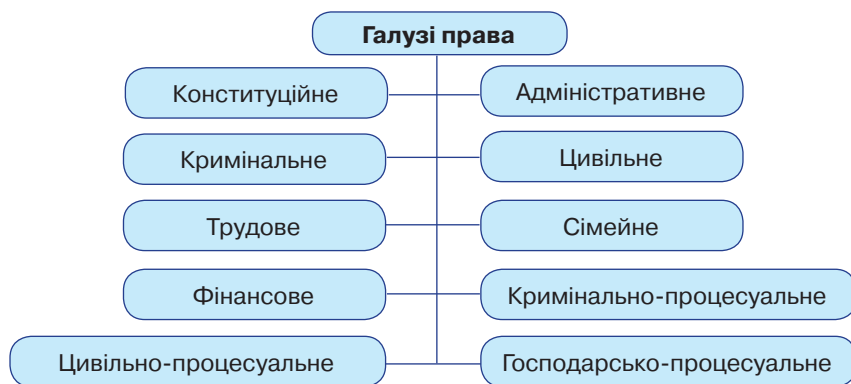 Галузі права
Конституційне
Адміністративне
Кримінальне
Цивільне
Трудове
Сімейне
Фінансове
Кримінально-процесуальне
Цивільно-процесуальне
Господарсько-процесуальне